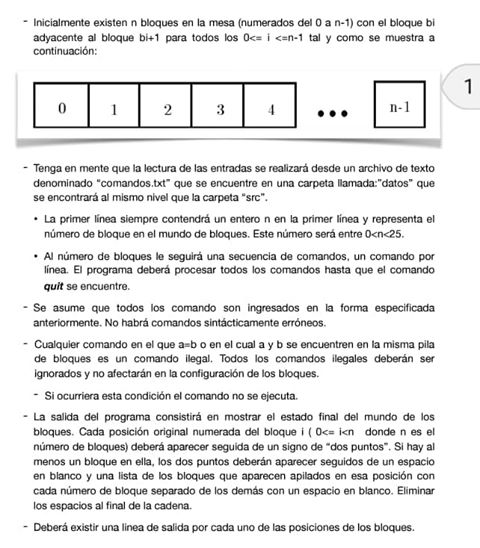 - Inicialmente existen n bloques en la mesa (numerados del 0 a n-1) con el bloque bi
adyacente al bloque bi+1 para todos los 0<= i <=n-1 tal y como se muestra a
continuación:
0 1 2 3 4 ••• n-1
1
- Tenga en mente que la lectura de las entradas se realizará desde un archivo de texto
denominado "comandos.txt" que se encuentre en una carpeta llamada:"datos" que
se encontrará al mismo nivel que la carpeta "src".
• La primer línea siempre contendrá un entero n en la primer línea y representa el
número de bloque en el mundo de bloques. Este número será entre 0<n<25.
• Al número de bloques le seguirá una secuencia de comandos, un comando por
línea. El programa deberá procesar todos los comandos hasta que el comando
quit se encuentre.
- Se asume que todos los comando son ingresados en la forma especificada
anteriormente. No habrá comandos sintácticamente erróneos.
- Cualquier comando en el que a=b o en el cual a y b se encuentren en la misma pila
de bloques es un comando ilegal. Todos los comandos ilegales deberán ser
ignorados y no afectarán en la configuración de los bloques.
- Si ocurriera esta condición el comando no se ejecuta.
- La salida del programa consistirá en mostrar el estado final del mundo de los
bloques. Cada posición original numerada del bloque i ( 0<= i<n donde n es el
número de bloques) deberá aparecer seguida de un signo de "dos puntos". Si hay al
menos un bloque en ella, los dos puntos deberán aparecer seguidos de un espacio
en blanco y una lista de los bloques que aparecen apilados en esa posición con
cada número de bloque separado de los demás con un espacio en blanco. Eliminar
los espacios al final de la cadena.
- Deberá existir una linea de salida por cada uno de las posiciones de los bloques.